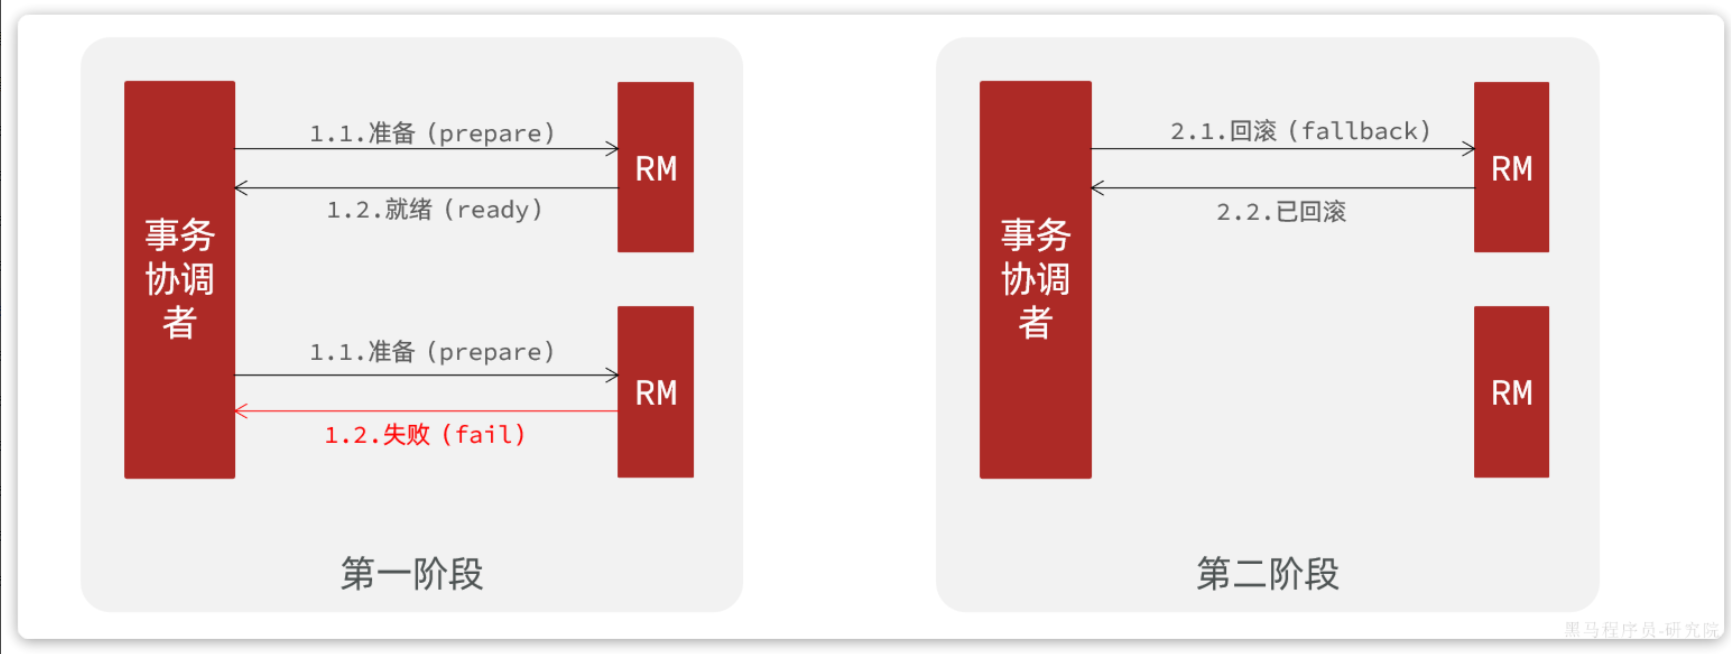 1.1.准备（prepare）
RM
1.2.就绪（ready）
事务
协调
者
1.1.准备（prepare）
RM
1.2.失败（fail）
第一阶段
2.1.回滚（fallback）
RM
2.2.已回滚
事务
协调
者
RM
第二阶段
黑马程序员-研究院